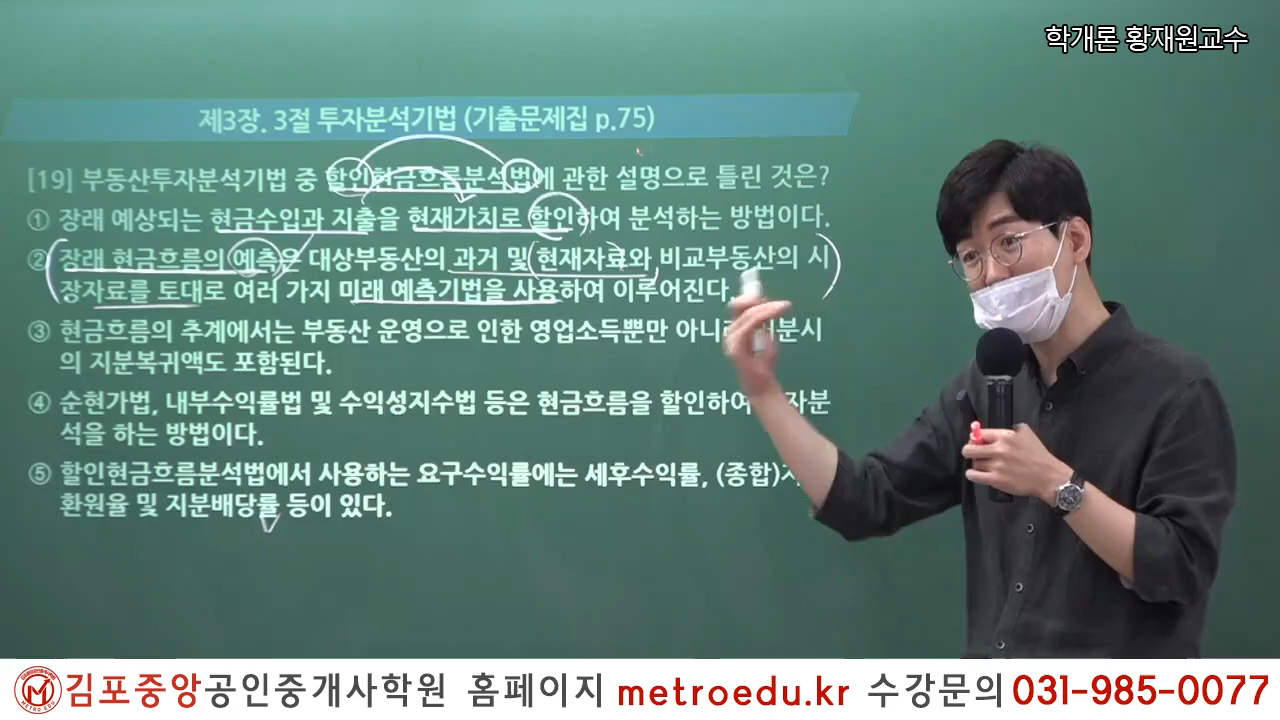 학개론 황재원교수
제3장. 3절 투자분석기법 (기출문제집 p.75)
[19] 부동산투자분석기법 중 할인현금흐름분석법에 관한 설명으로 틀린 것은?
① 장래 예상되는 현금수입과 지출을 현재가치로 할인하여 분석하는 방법이다.
② 장래 현금흐름의 예측은 대상부동산의 과거 및 현재자료와 비교부동산의 시
장자료를 토대로 여러 가지 미래 예측기법을 사용하여 이루어진다.
③ 현금흐름의 추계에서는 부동산 운영으로 인한 영업소득뿐만 아니라 처분시
의 지분복귀액도 포함된다.
④ 순현가법, 내부수익률법 및 수익성지수법 등은 현금흐름을 할인하여 투자분
석을 하는 방법이다.
⑤ 할인현금흐름분석법에서 사용하는 요구수익률에는 세후수익률, (종합)
환원율 및 지분배당률 등이 있다.
METRO EDU
김포중앙공인중개사학원 홈페이지 metroedu.kr 수강문의 031-985-0077